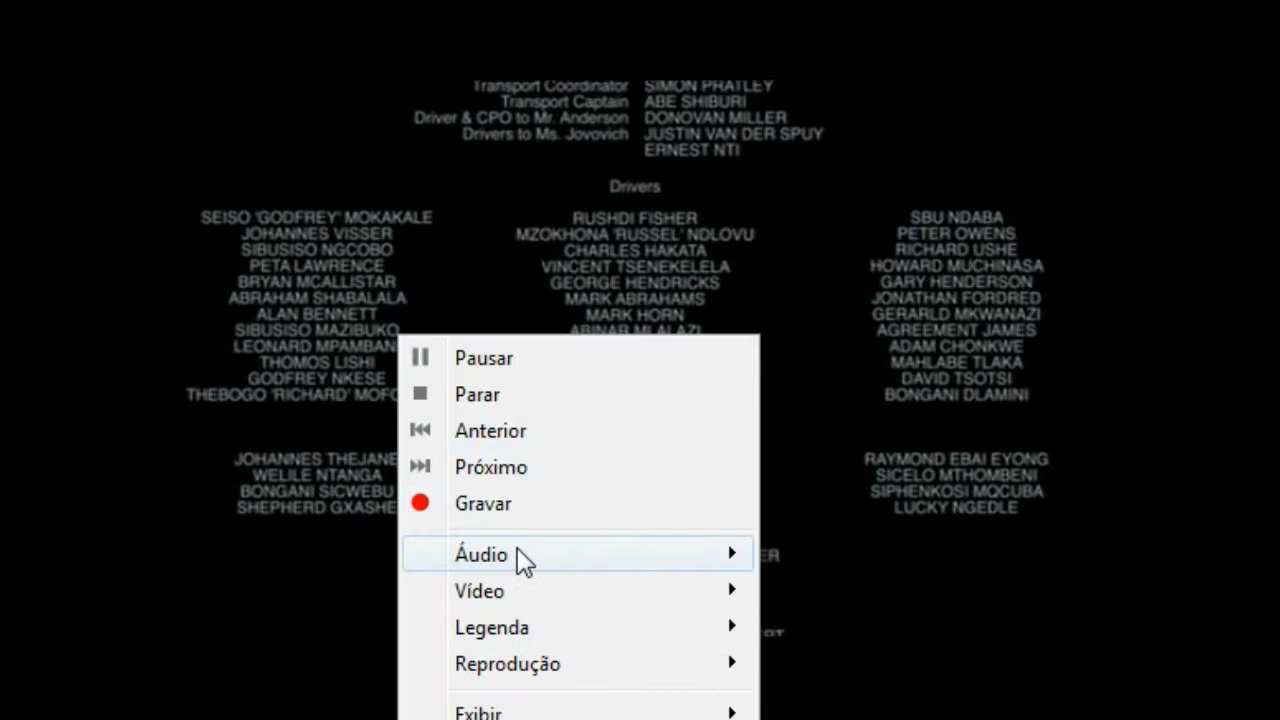 Transport Coordinator SIMON PRATLEY
Transport Captain ABE SHIBURI
Driver & CPO to Mr. Anderson DONOVAN MILLER
Drivers to Ms. Jovovich JUSTIN VAN DER SPUY
ERNEST NTI
Drivers
SEISO 'GODFREY' MOKAKALE RUSHDI FISHER SBU NDABA
JOHANNES VISSER MZOKHONA 'RUSSEL' NDLOVU PETER OWENS
SIBUSISO NGCOBO CHARLES HAKATA RICHARD USHE
PETA LAWRENCE VINCENT TSENEKELELA HOWARD MUCHINASA
BRYAN MCALLISTAR GEORGE HENDRICKS GARY HENDERSON
ABRAHAM SHABALALA MARK ABRAHAMS JONATHAN FORDRED
ALAN BENNETT MARK HORN GERARLD MKWANAZI
SIBUSISO MAZIBUKO ABINAR MLALAZI AGREEMENT JAMES
LEONARD MPAMBAN ADAM CHONKWE
THOMOS LISHI MAHLABE TLAKA
GODFREY NKESE DAVID TSOTSI
THEBOGO 'RICHARD' MOFO BONGANI DLAMINI
JOHANNES THEJANE RAYMOND EBAI EYONG
WELILE NTANGA SICELO MTHOMBENI
BONGANI SICWEBU SIPHENKOSI MQCUBA
SHEPHERD GXASHE LUCKY NGEDLE
ER
Pausar
Parar
Anterior
Próximo
Gravar
Áudio
Vídeo
Legenda
Reprodução
Exibir